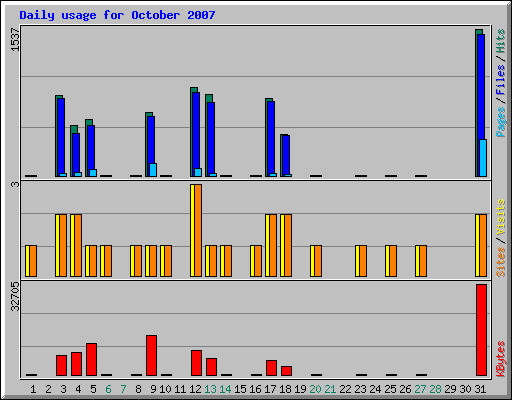 Daily usage for October 2007
1537
Pages / Files / Hits
3
Sites / Visits
32705
KBytes
1 2 3 4 5 6 7 8 9 10 11 12 13 14 15 16 17 18 19 20 21 22 23 24 25 26 27 28 29 30 31